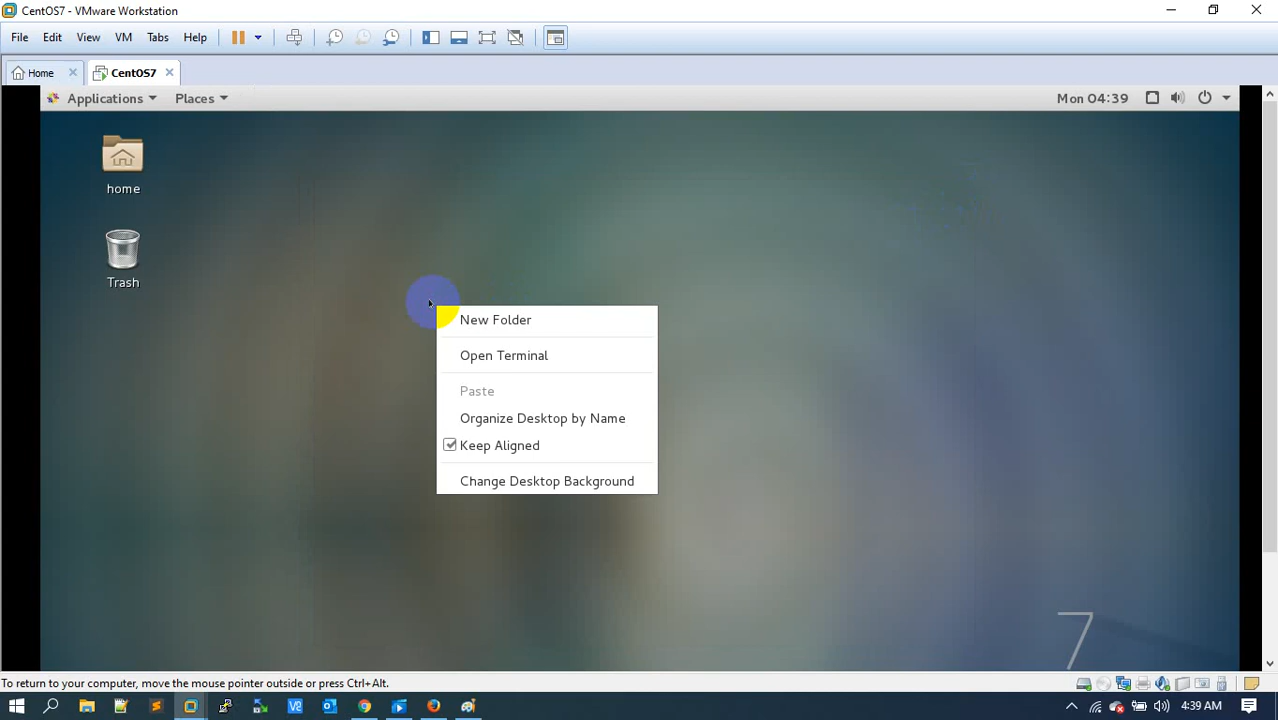 CentOS7 - VMware Workstation
File Edit View VM Tabs Help
Home CentOS7
Applications Places Mon 04:39
home
Trash
New Folder
Open Terminal
Paste
Organize Desktop by Name
Keep Aligned
Change Desktop Background
7
To return to your computer, move the mouse pointer outside or press Ctrl+Alt.
4:39 AM